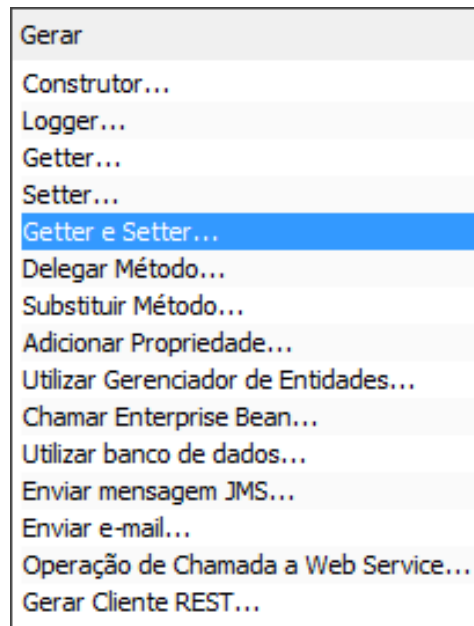 Gerar
Construtor...
Logger...
Getter...
Setter...
Getter e Setter...
Delegar Método...
Substituir Método...
Adicionar Propriedade...
Utilizar Gerenciador de Entidades...
Chamar Enterprise Bean...
Utilizar banco de dados...
Enviar mensagem JMS...
Enviar e-mail...
Operação de Chamada a Web Service...
Gerar Cliente REST...